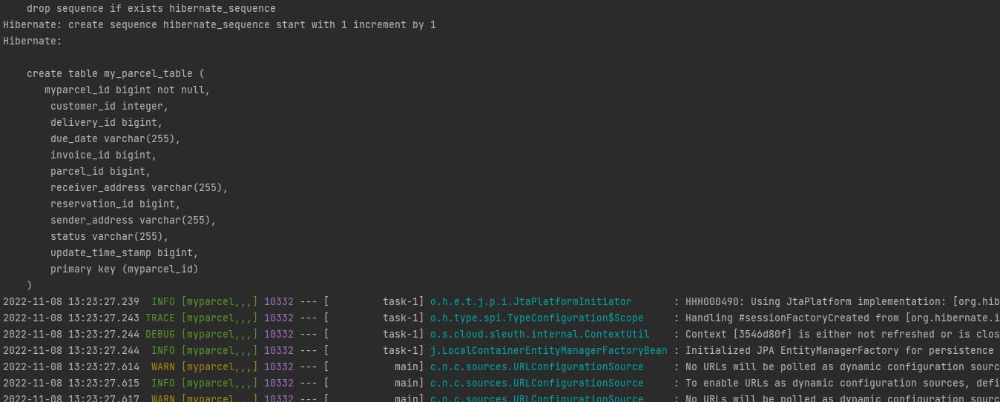 drop sequence if exists hibernate_sequence
Hibernate: create sequence hibernate_sequence start with 1 increment by 1
Hibernate:
create table my_parcel_table (
myparcel_id bigint not null,
customer_id integer,
delivery_id bigint,
due_date varchar(255),
invoice_id bigint,
parcel_id bigint,
receiver_address varchar(255),
reservation_id bigint,
sender_address varchar(255),
status varchar(255),
update_time_stamp bigint,
primary key (myparcel_id)
)
2022-11-08 13:23:27.239  INFO [myparcel,,,] 10332 --- [         task-1] o.h.e.t.j.p.i.JtaPlatformInitiator       : HHH000490: Using JtaPlatform implementation: [org.hib
2022-11-08 13:23:27.243 TRACE [myparcel,,,] 10332 --- [         task-1] o.h.type.spi.TypeConfiguration$Scope     : Handling #sessionFactoryCreated from [org.hibernate.i
2022-11-08 13:23:27.244 DEBUG [myparcel,,,] 10332 --- [         task-1] o.s.cloud.sleuth.internal.ContextUtil    : Context [3546d80f] is either not refreshed or is clos
2022-11-08 13:23:27.244  INFO [myparcel,,,] 10332 --- [         task-1] j.LocalContainerEntityManagerFactoryBean : Initialized JPA EntityManagerFactory for persistence
2022-11-08 13:23:27.614  WARN [myparcel,,,] 10332 --- [           main] c.n.c.sources.URLConfigurationSource     : No URLs will be polled as dynamic configuration sourc
2022-11-08 13:23:27.615  INFO [myparcel,,,] 10332 --- [           main] c.n.c.sources.URLConfigurationSource     : To enable URLs as dynamic configuration sources, defi
2022-11-08 13:23:27.617  WARN [myparcel,,,] 10332 --- [           main] c.n.c.sources.URLConfigurationSource     : No URLs will be polled as dynamic configuration sourc